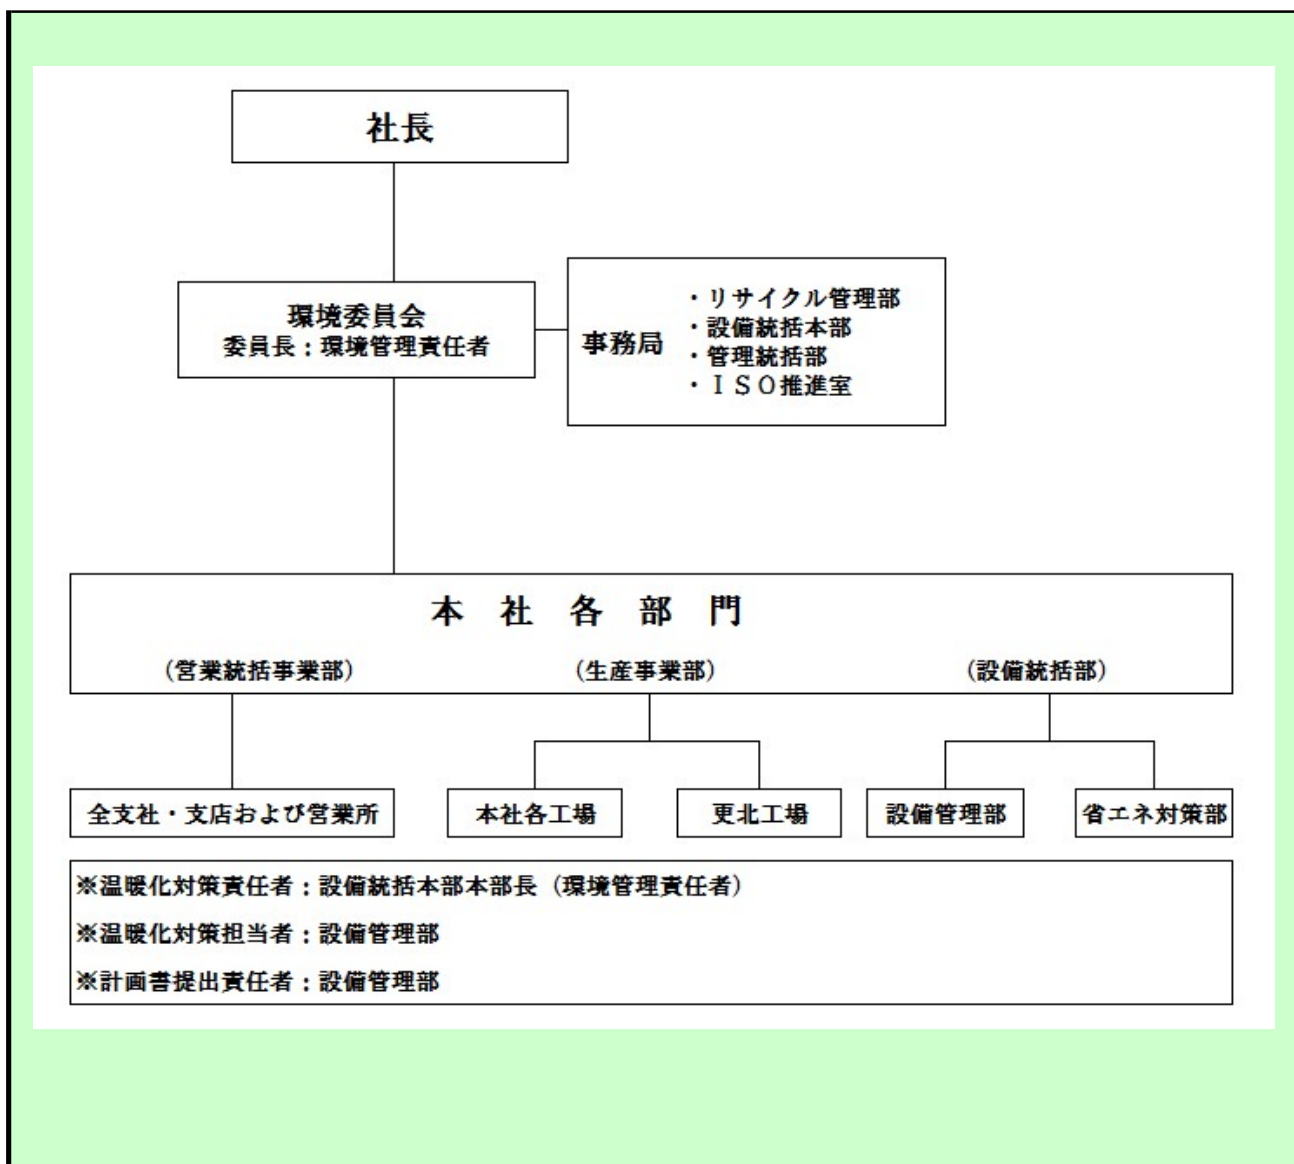 社長
環境委員会
委員長：環境管理責任者
事務局
・リサイクル管理部
・設備統括本部
・管理統括部
・ＩＳＯ推進室
本　社　各　部　門
（営業統括事業部）
（生産事業部）
（設備統括部）
全支社・支店および営業所
本社各工場
更北工場
設備管理部
省エネ対策部
※温暖化対策責任者：設備統括本部本部長（環境管理責任者）
※温暖化対策担当者：設備管理部
※計画書提出責任者：設備管理部